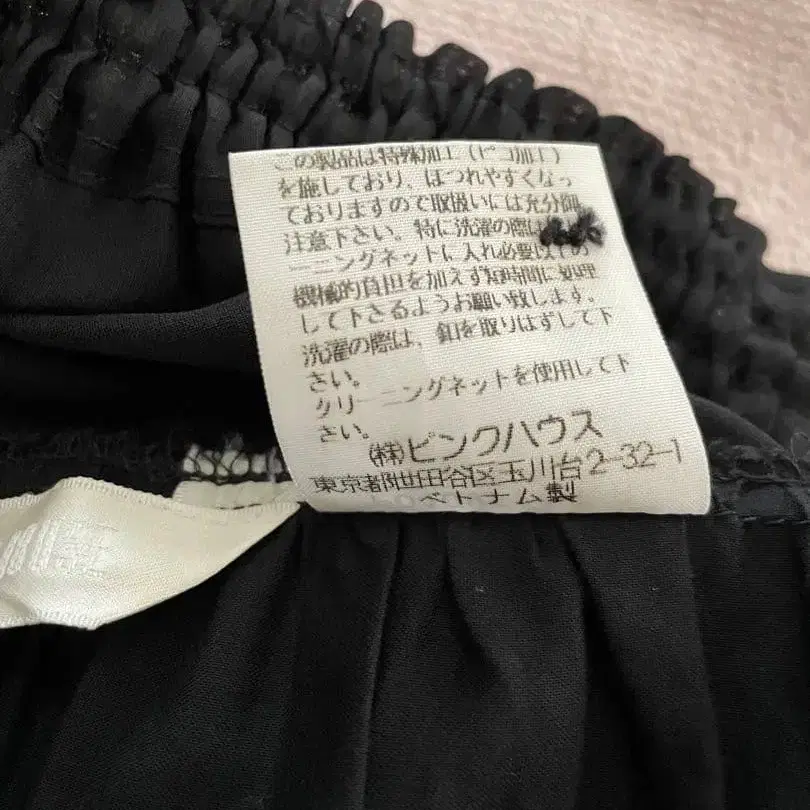 この製品は特殊加工(ピコ加工)
を施しており、ほつれやすくなっ
ておりますので取扱いには充分御
注意下さい。特に洗濯の際は
ーニングネットに入れ必要以上の
機械的負担を加えず短時間に処理
して下さるようお願い致します。
洗濯の際は、釦を取りはずして下
さい。
クリーニングネットを使用して下
さい。
(株)ピンクハウス
東京都世田谷区玉川台2-32-1
ベトナム製